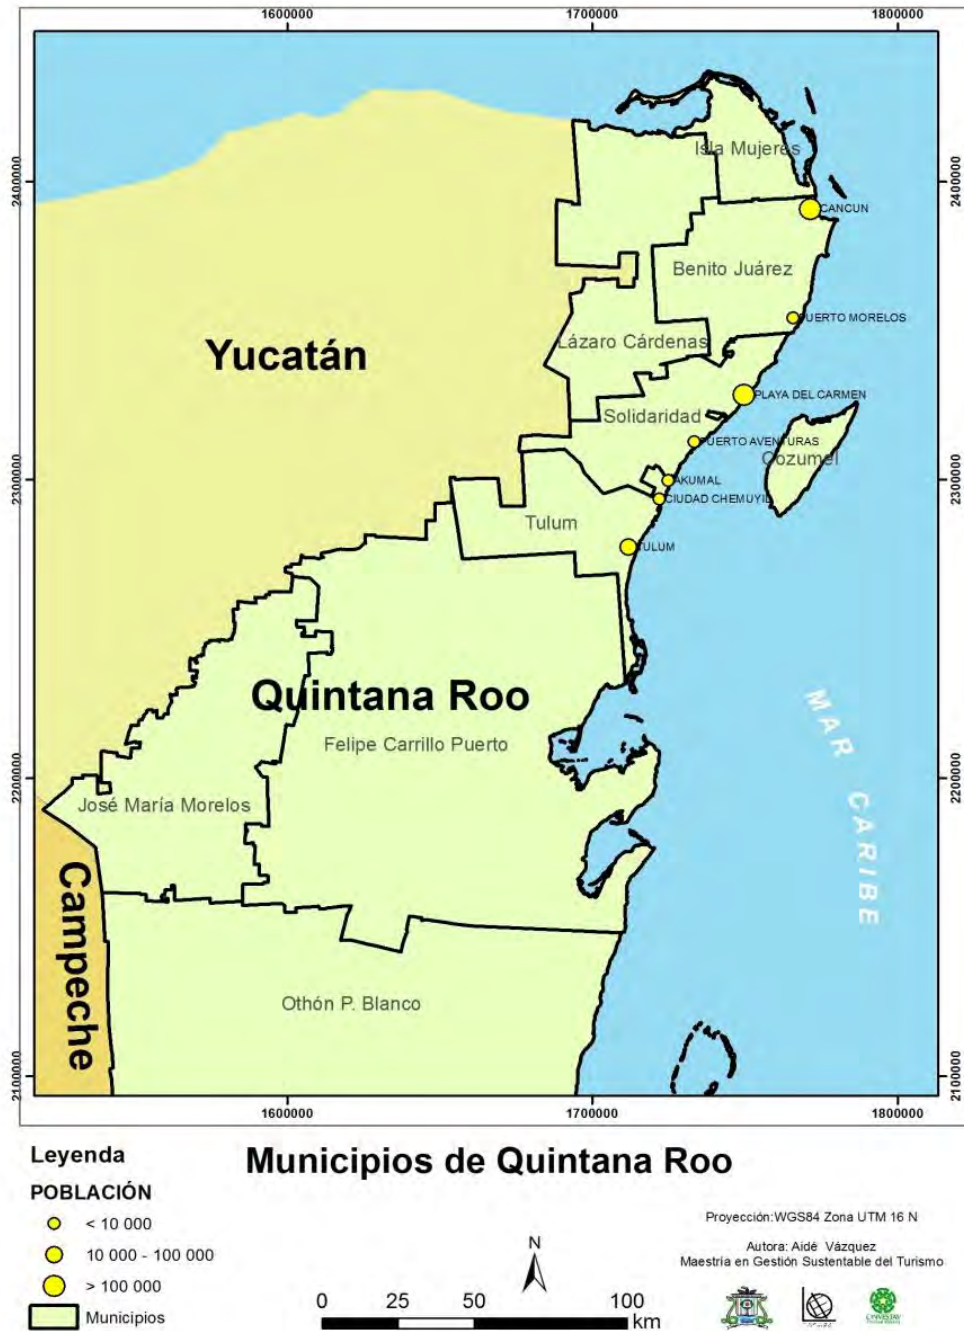 1600000
1700000
1800000
2400000
2400000
Isla Mujeres
CANCUN
Benito Juárez
PUERTO MORELOS
Lázaro Cárdenas
Yucatán
PLAYA DEL CARMEN
Solidaridad
PUERTO AVENTURAS
Cozumel
2300000
2300000
AKUMAL
CIUDAD CHEMUYIL
Tulum
TULUM
Quintana Roo
Felipe Carrillo Puerto
MAR CARIBE
2200000
2200000
José María Morelos
Campeche
Othón P. Blanco
2100000
2100000
1600000
1700000
1800000
Leyenda
Municipios de Quintana Roo
POBLACIÓN
< 10 000
10 000 - 100 000
> 100 000
Municipios
Proyección:WGS84 Zona UTM 16 N
Autora: Aidé Vázquez
Maestría en Gestión Sustentable del Turismo
N
0 25 50 100
km